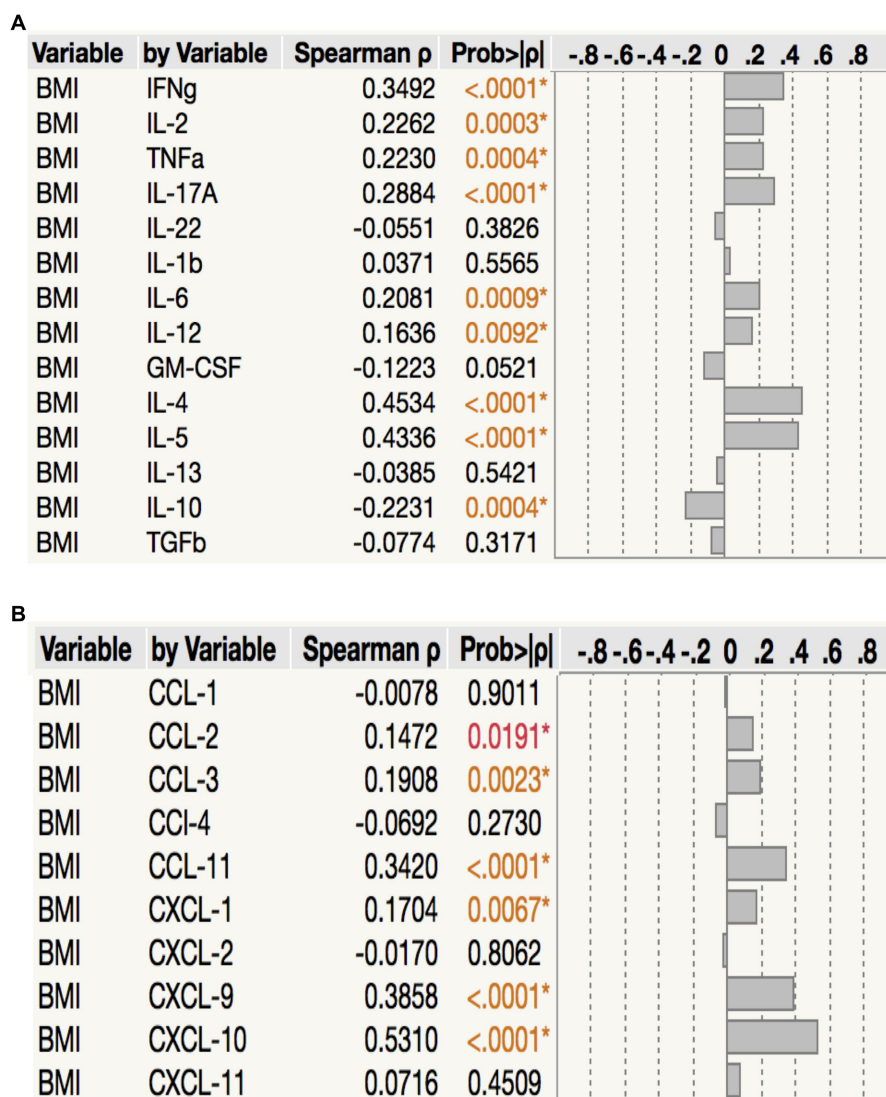 A
Variable by Variable Spearman ρ Prob>|ρ| -.8 -.6 -.4 -.2 0 .2 .4 .6 .8
BMI IFNg 0.3492 <.0001*
BMI IL-2 0.2262 0.0003*
BMI TNFa 0.2230 0.0004*
BMI IL-17A 0.2884 <.0001*
BMI IL-22 -0.0551 0.3826
BMI IL-1b 0.0371 0.5565
BMI IL-6 0.2081 0.0009*
BMI IL-12 0.1636 0.0092*
BMI GM-CSF -0.1223 0.0521
BMI IL-4 0.4534 <.0001*
BMI IL-5 0.4336 <.0001*
BMI IL-13 -0.0385 0.5421
BMI IL-10 -0.2231 0.0004*
BMI TGFb -0.0774 0.3171
B
Variable by Variable Spearman ρ Prob>|ρ| -.8 -.6 -.4 -.2 0 .2 .4 .6 .8
BMI CCL-1 -0.0078 0.9011
BMI CCL-2 0.1472 0.0191*
BMI CCL-3 0.1908 0.0023*
BMI CCl-4 -0.0692 0.2730
BMI CCL-11 0.3420 <.0001*
BMI CXCL-1 0.1704 0.0067*
BMI CXCL-2 -0.0170 0.8062
BMI CXCL-9 0.3858 <.0001*
BMI CXCL-10 0.5310 <.0001*
BMI CXCL-11 0.0716 0.4509